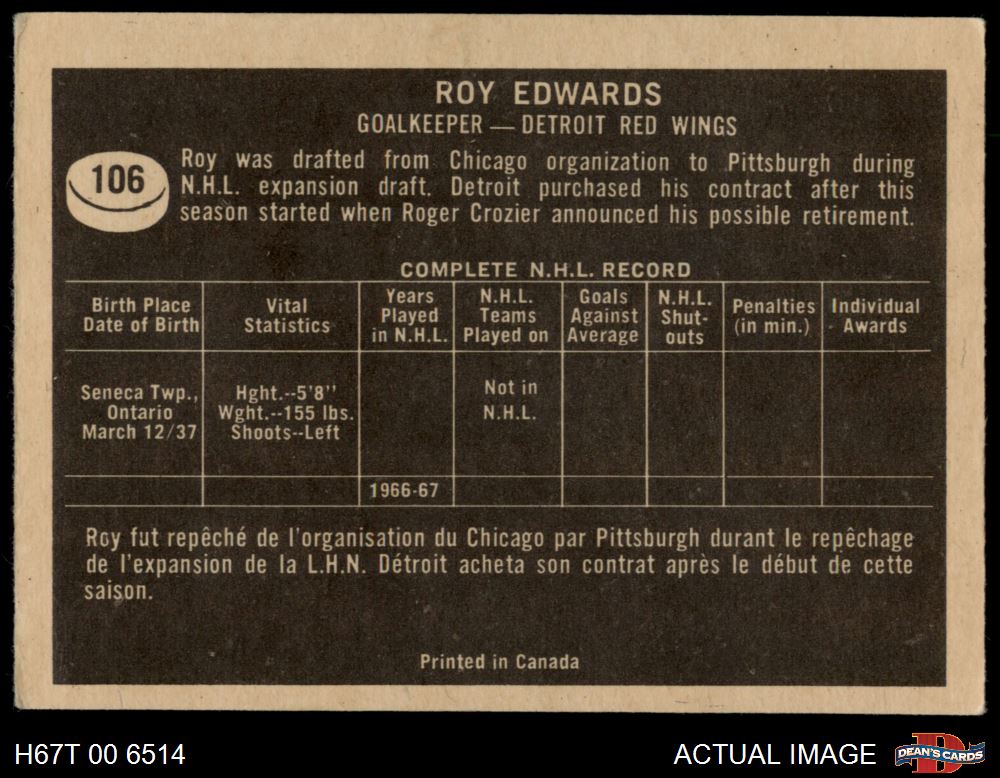 ROY EDWARDS
GOALKEEPER — DETROIT RED WINGS
106
Roy was drafted from Chicago organization to Pittsburgh during
N.H.L. expansion draft. Detroit purchased his contract after this
season started when Roger Crozier announced his possible retirement.
COMPLETE N.H.L. RECORD
Birth Place
Date of Birth
Vital
Statistics
Years
Played
in N.H.L.
N.H.L.
Teams
Played on
Goals
Against
Average
N.H.L.
Shut-
outs
Penalties
(in min.)
Individual
Awards
Seneca Twp.,
Ontario
March 12/37
Hght.--5'8''
Wght.--155 lbs.
Shoots--Left
Not in
N.H.L.
1966-67
Roy fut repêché de l'organisation du Chicago par Pittsburgh durant le repêchage
de l'expansion de la L.H.N. Détroit acheta son contrat après le début de cette
saison.
Printed in Canada
H67T 00 6514
ACTUAL IMAGE
DEAN'S CARDS